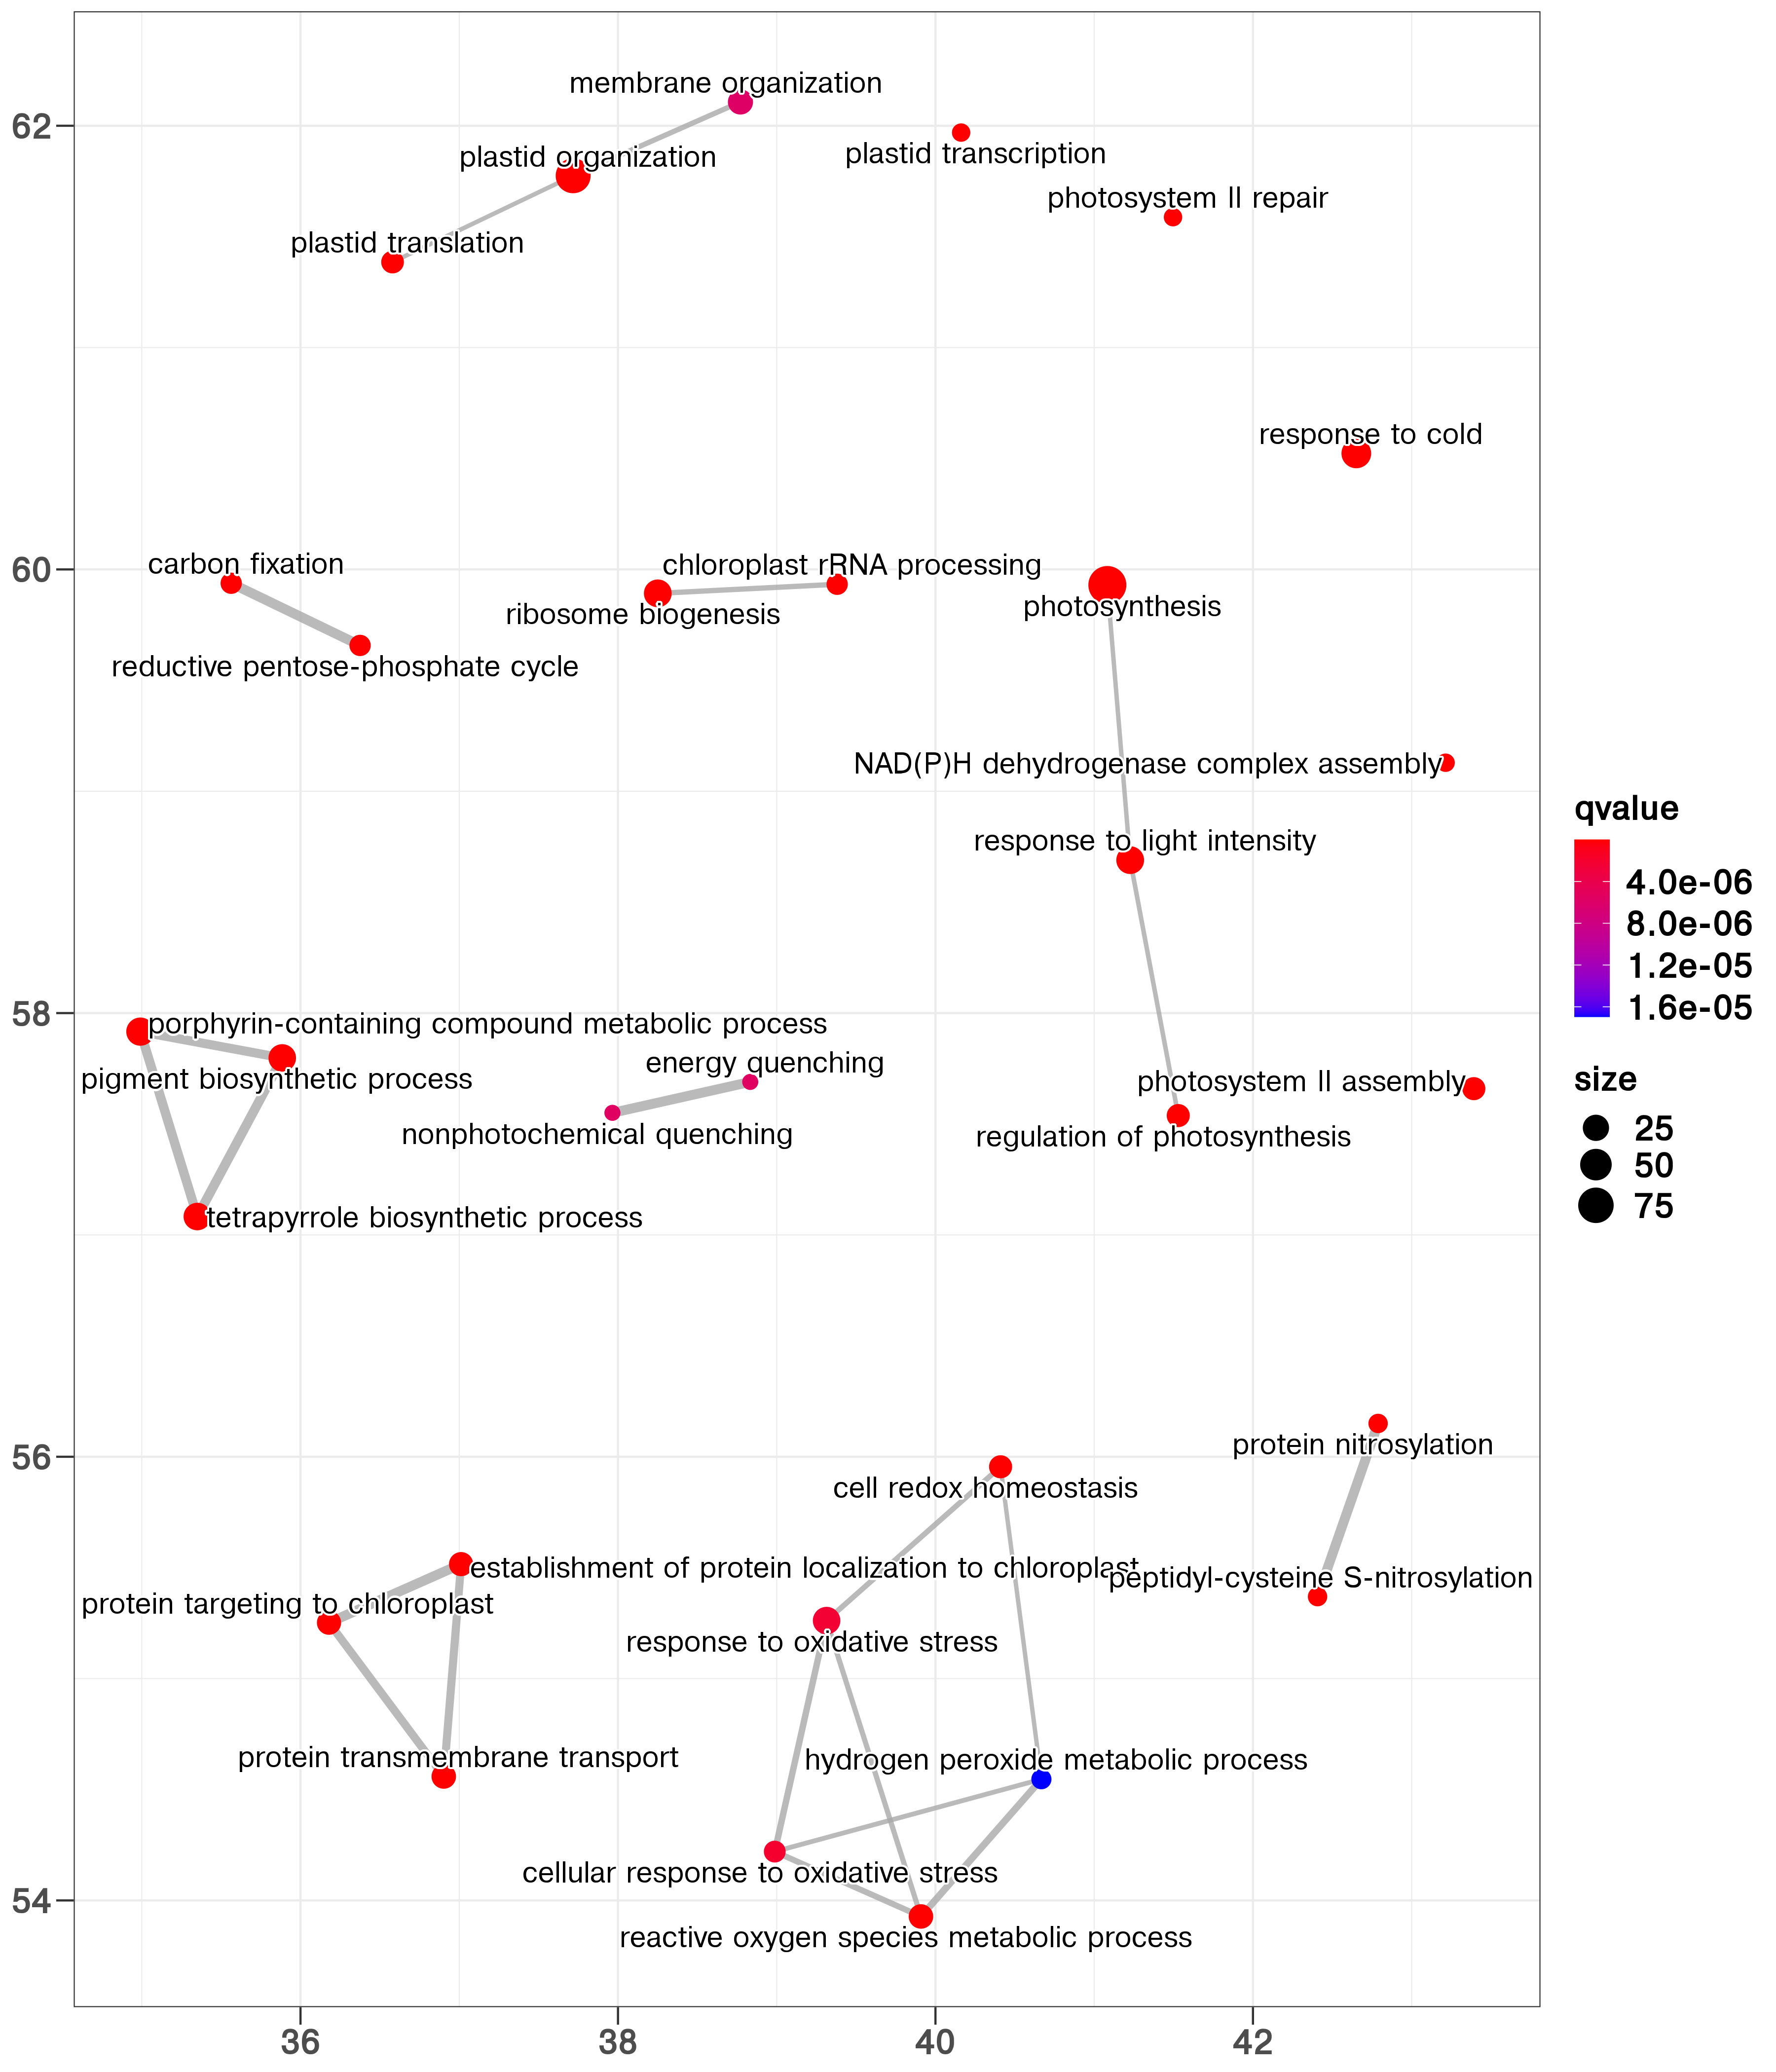 membrane organization
62
plastid transcription
plastid organization
photosystem II repair
plastid translation
response to cold
carbon fixation
chloroplast rRNA processing
60
photosynthesis
ribosome biogenesis
reductive pentose-phosphate cycle
NAD(P)H dehydrogenase complex assembly
qvalue
response to light intensity
4.0e-06
8.0e-06
1.2e-05
1.6e-05
58
porphyrin-containing compound metabolic process
energy quenching
pigment biosynthetic process
photosystem II assembly
size
nonphotochemical quenching
regulation of photosynthesis
25
50
75
tetrapyrrole biosynthetic process
protein nitrosylation
56
cell redox homeostasis
establishment of protein localization to chloroplast
peptidyl-cysteine S-nitrosylation
protein targeting to chloroplast
response to oxidative stress
protein transmembrane transport
hydrogen peroxide metabolic process
cellular response to oxidative stress
54
reactive oxygen species metabolic process
36
38
40
42